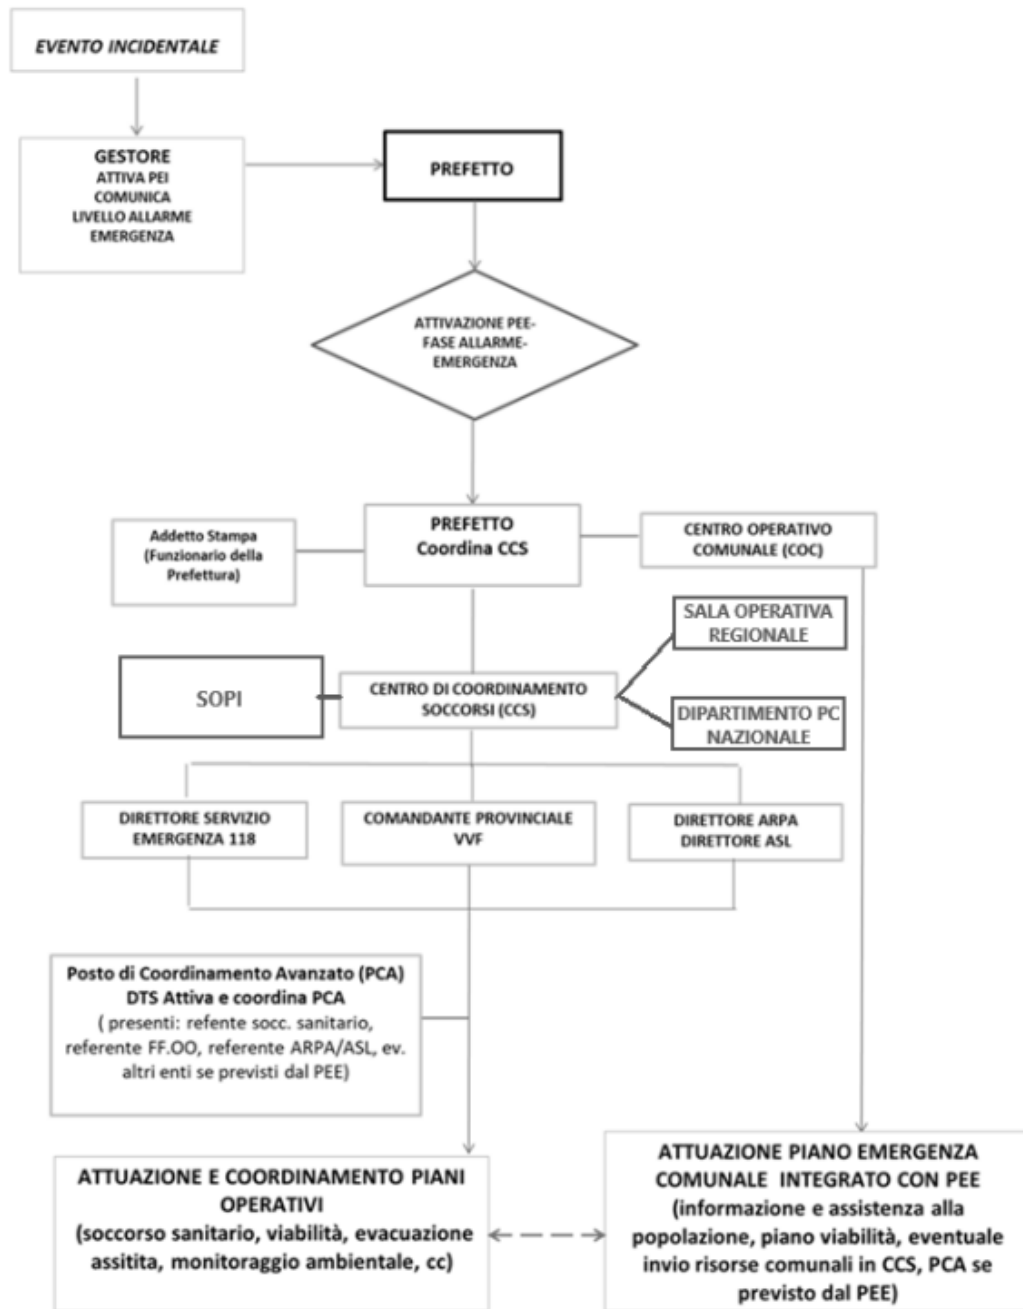 EVENTO INCIDENTALE
GESTORE
ATTIVA PEI
COMUNICA
LIVELLO ALLARME
EMERGENZA
PREFETTO
ATTIVAZIONE PEE-
FASE ALLARME-
EMERGENZA
PREFETTO
Coordina CCS
Addetto Stampa
(Funzionario della
Prefettura)
CENTRO OPERATIVO
COMUNALE (COC)
SALA OPERATIVA
REGIONALE
SOPI
CENTRO DI COORDINAMENTO
SOCCORSI (CCS)
DIPARTIMENTO PC
NAZIONALE
DIRETTORE SERVIZIO
EMERGENZA 118
COMANDANTE PROVINCIALE
VVF
DIRETTORE ARPA
DIRETTORE ASL
Posto di Coordinamento Avanzato (PCA)
DTS Attiva e coordina PCA
( presenti: refente socc. sanitario,
referente FF.OO, referente ARPA/ASL, ev.
altri enti se previsti dal PEE)
ATTUAZIONE E COORDINAMENTO PIANI
OPERATIVI
(soccorso sanitario, viabilità, evacuazione
assitita, monitoraggio ambientale, cc)
ATTUAZIONE PIANO EMERGENZA
COMUNALE INTEGRATO CON PEE
(informazione e assistenza alla
popolazione, piano viabilità, eventuale
invio risorse comunali in CCS, PCA se
previsto dal PEE)